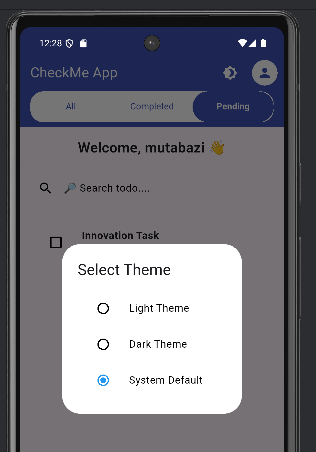 12:28
CheckMe App
All Completed Pending
Welcome, mutabazi 👋
🔎 Search todo....
Innovation Task
Select Theme
Light Theme
Dark Theme
System Default